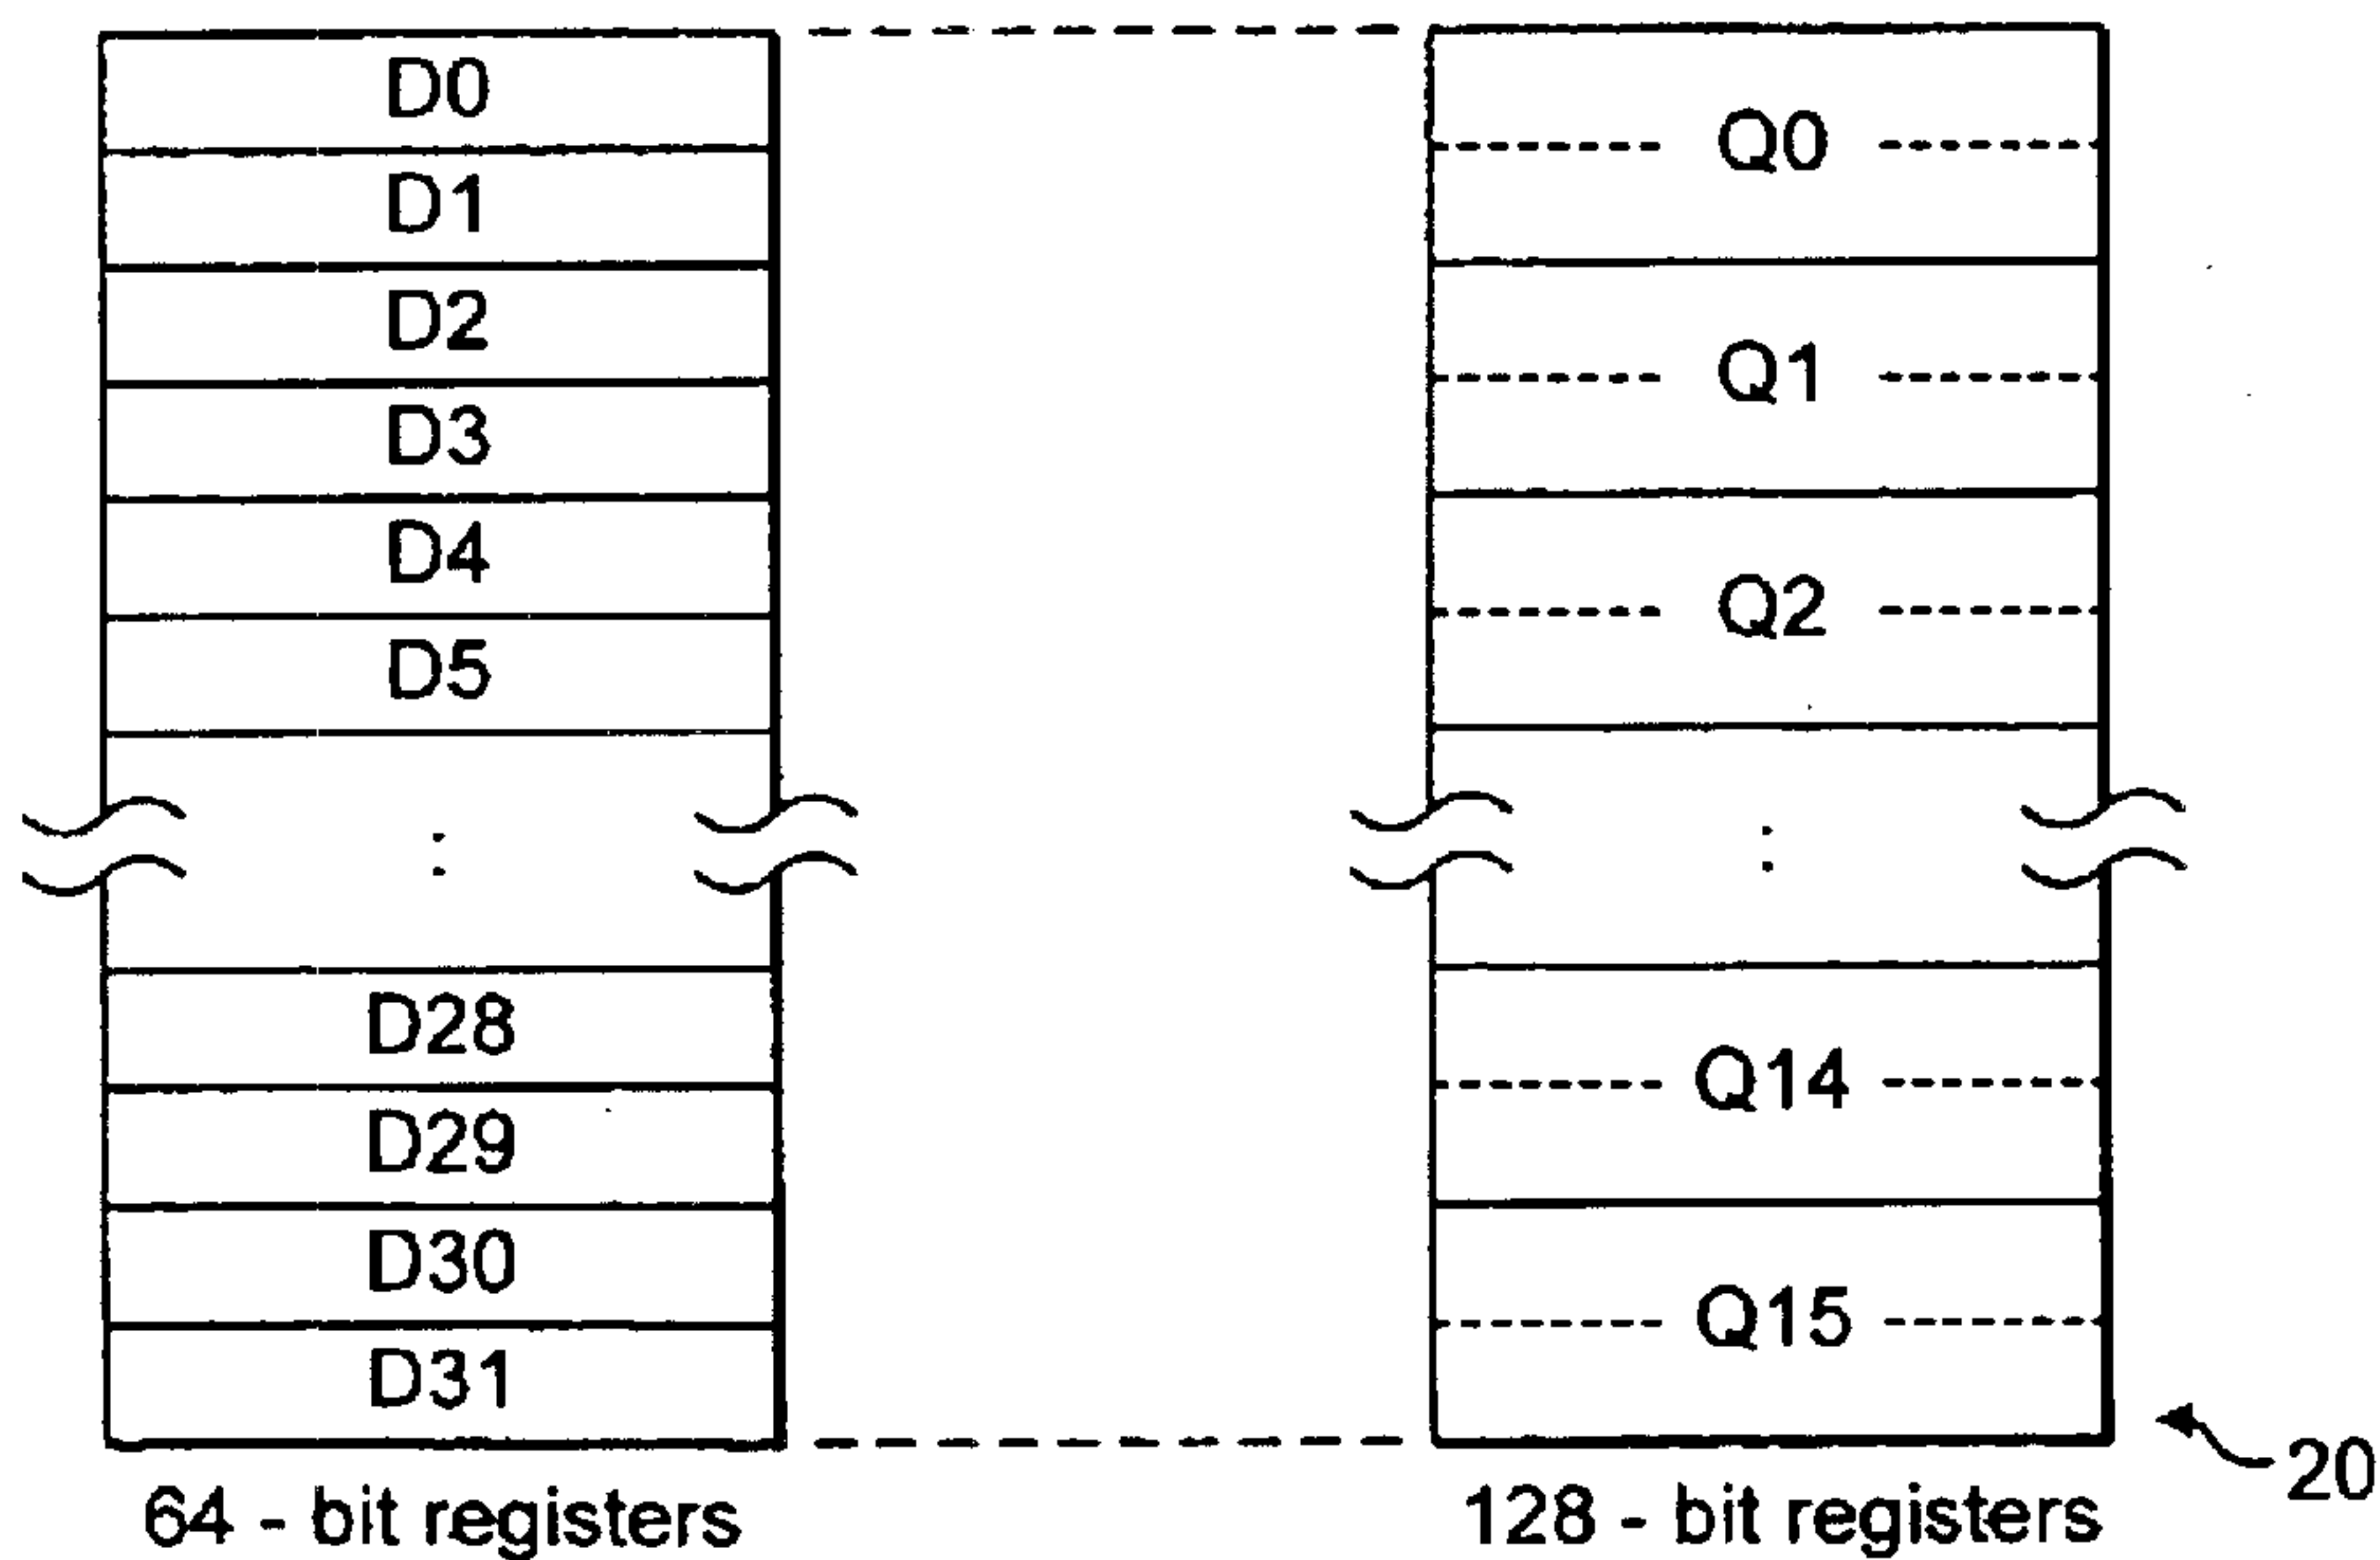 D0
D1
D2
D3
D4
D5
:
D28
D29
D30
D31
64 - bit registers
Q0
Q1
Q2
:
Q14
Q15
128 - bit registers
20